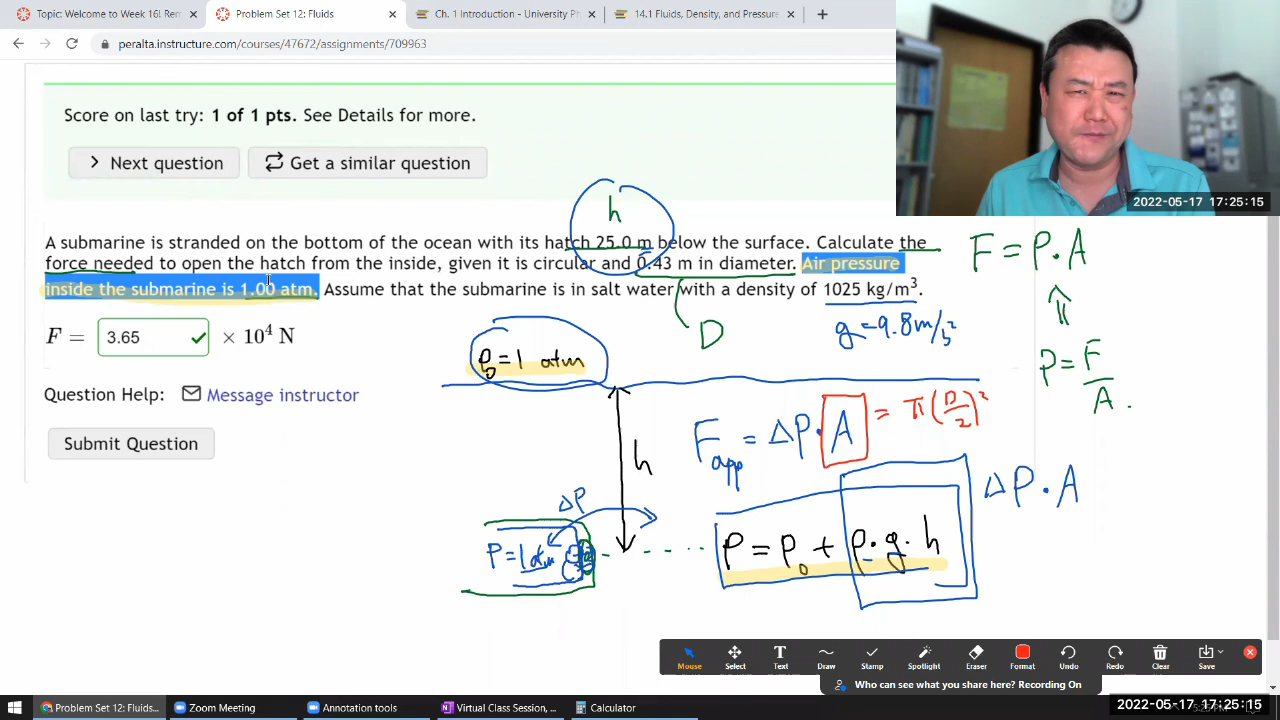 Topic: Welcome to Week 16! Rem
Problem Set 12: Fluids
Ch. 1 Introduction - University Ph
14.1 Fluids, Density, and Pressure
peralta.instructure.com/courses/47672/assignments/709963
2022-05-17 17:25:15
Score on last try: 1 of 1 pts. See Details for more.
Next question
Get a similar question
h
A submarine is stranded on the bottom of the ocean with its hatch 25.0 m below the surface. Calculate the
force needed to open the hatch from the inside, given it is circular and 0.43 m in diameter. Air pressure
inside the submarine is 1.00 atm. Assume that the submarine is in salt water with a density of 1025 kg/m³.
F = P·A
F = 3.65 × 10⁴ N
D
g = 9.8 m/s²
P₀ = 1 atm
P = F/A.
Question Help: Message instructor
Submit Question
F app = ΔP·A = π(D/2)²
h
ΔP·A
ΔP
P = 1 atm
P = P₀ + ρ·g·h
Mouse
Select
Text
Draw
Stamp
Spotlight
Eraser
Format
Undo
Redo
Clear
Save
Who can see what you share here? Recording On
Problem Set 12: Fluids...
Zoom Meeting
Annotation tools
Virtual Class Session, ...
Calculator
2022-05-17 17:25:15